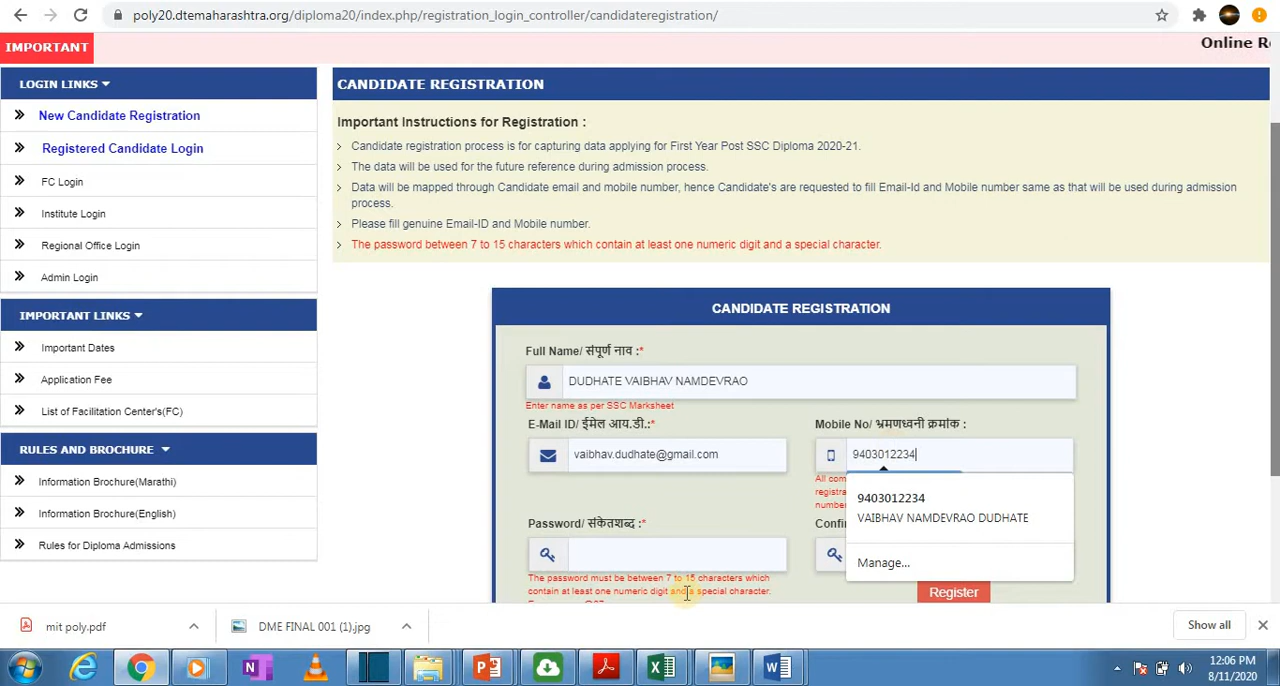 poly20.dtemaharashtra.org/diploma20/index.php/registration_login_controller/candidateregistration/
IMPORTANT
Online R
LOGIN LINKS
New Candidate Registration
Registered Candidate Login
FC Login
Institute Login
Regional Office Login
Admin Login
IMPORTANT LINKS
Important Dates
Application Fee
List of Facilitation Center's(FC)
RULES AND BROCHURE
Information Brochure(Marathi)
Information Brochure(English)
Rules for Diploma Admissions
CANDIDATE REGISTRATION
Important Instructions for Registration :
Candidate registration process is for capturing data applying for First Year Post SSC Diploma 2020-21.
The data will be used for the future reference during admission process.
Data will be mapped through Candidate email and mobile number, hence Candidate's are requested to fill Email-Id and Mobile number same as that will be used during admission
process.
Please fill genuine Email-ID and Mobile number.
The password between 7 to 15 characters which contain at least one numeric digit and a special character.
CANDIDATE REGISTRATION
Full Name/ संपूर्ण नाव :*
DUDHATE VAIBHAV NAMDEVRAO
Enter name as per SSC Marksheet
E-Mail ID/ ईमेल आय.डी.:*
Mobile No/ भ्रमणध्वनी क्रमांक :
vaibhav.dudhate@gmail.com
9403012234
All com
registra
number
9403012234
VAIBHAV NAMDEVRAO DUDHATE
Manage...
Password/ संकेतशब्द :*
Confi
The password must be between 7 to 15 characters which
contain at least one numeric digit and a special character.
Register
mit poly.pdf
DME FINAL 001 (1).jpg
Show all
12:06 PM
8/11/2020